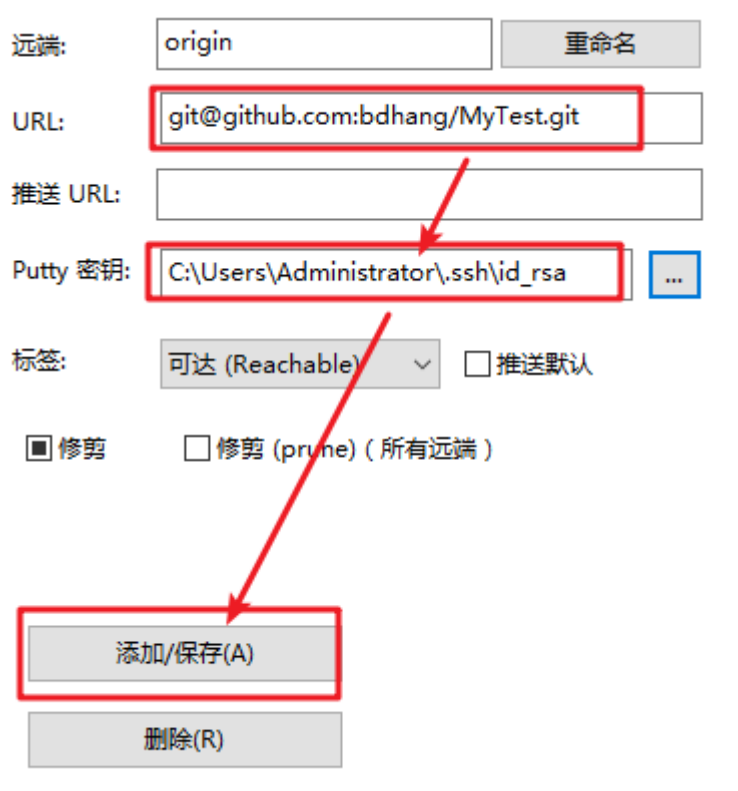 远端: origin 重命名
URL: git@github.com:bdhang/MyTest.git
推送 URL:
Putty 密钥: C:\Users\Administrator\.ssh\id_rsa ...
标签: 可达 (Reachable) 推送默认
修剪 修剪 (prune) ( 所有远端 )
添加/保存(A)
删除(R)